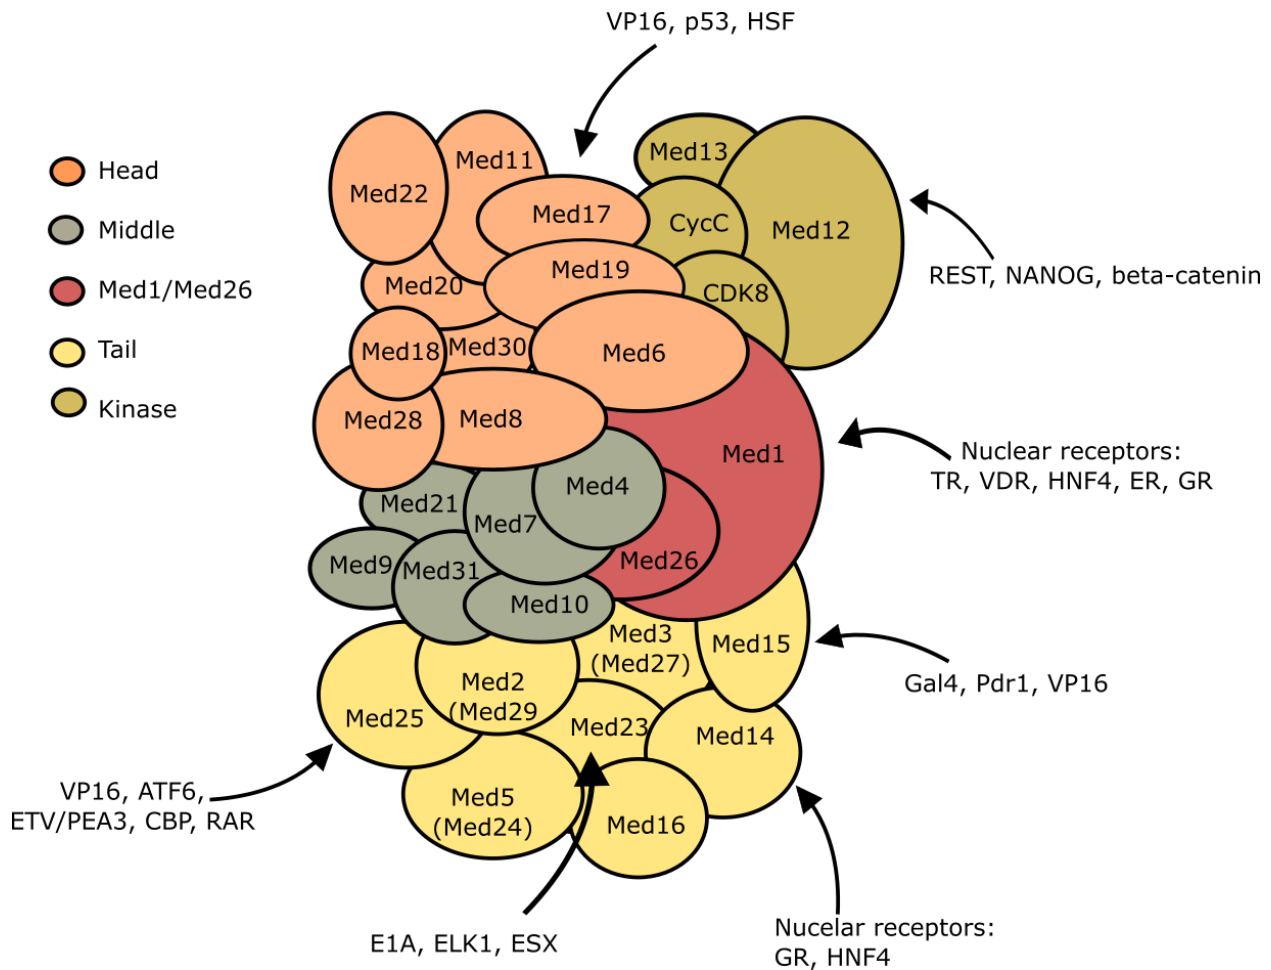 VP16, p53, HSF
Head
Middle
Med1/Med26
Tail
Kinase
Med22
Med11
Med17
Med13
CycC
Med12
Med20
Med19
CDK8
Med18
Med30
Med6
Med28
Med8
Med1
Med21
Med7
Med4
Med9
Med31
Med26
Med10
Med3
(Med27)
Med15
Med25
Med2
(Med29
Med23
Med14
Med5
(Med24)
Med16
REST, NANOG, beta-catenin
Nuclear receptors:
TR, VDR, HNF4, ER, GR
Gal4, Pdr1, VP16
VP16, ATF6,
ETV/PEA3, CBP, RAR
E1A, ELK1, ESX
Nucelar receptors:
GR, HNF4